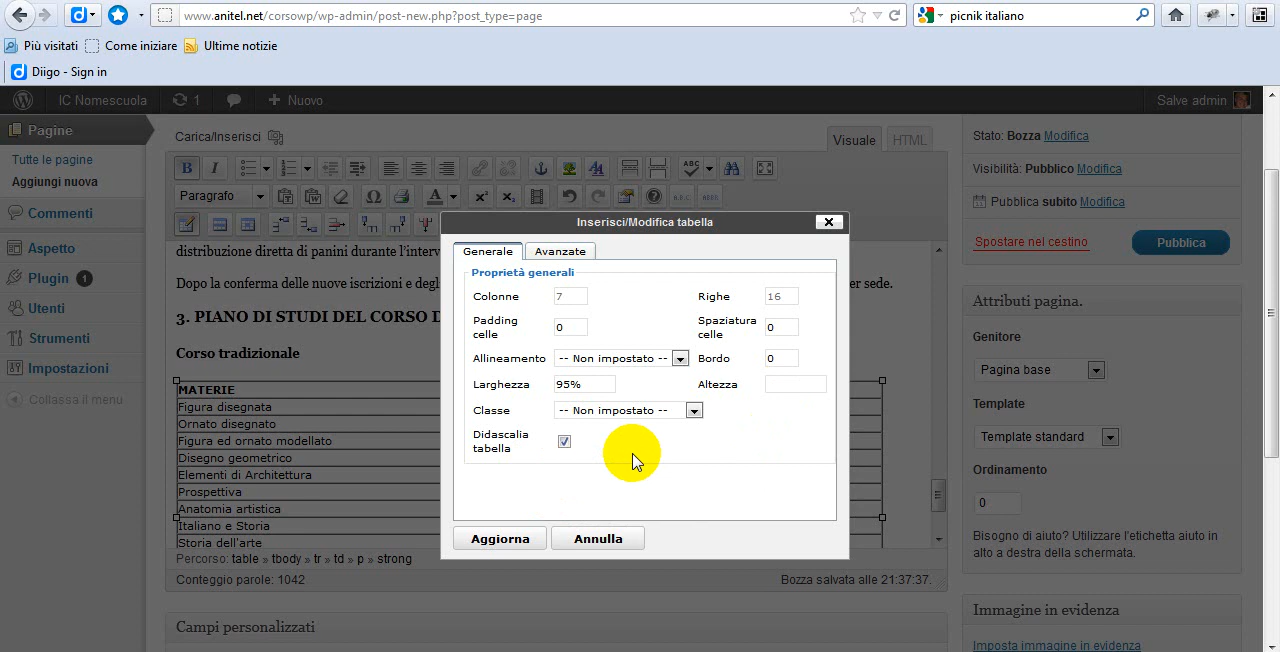 www.anitel.net/corsowp/wp-admin/post-new.php?post_type=page
picnik italiano
Più visitati Come iniziare Ultime notizie
Diigo - Sign in
IC Nomescuola 1 Nuovo Salve admin
Pagine
Tutte le pagine
Aggiungi nuova
Commenti
Aspetto
Plugin 1
Utenti
Strumenti
Impostazioni
Collassa il menu
Carica/Inserisci
Visuale HTML
B I ABC
Paragrafo
distribuzione diretta di panini durante l'interv
Dopo la conferma delle nuove iscrizioni e degl
er sede.
3. PIANO DI STUDI DEL CORSO D
Corso tradizionale
MATERIE
Figura disegnata
Ornato disegnato
Figura ed ornato modellato
Disegno geometrico
Elementi di Architettura
Prospettiva
Anatomia artistica
Italiano e Storia
Storia dell'arte
Percorso: table » tbody » tr » td » p » strong
Conteggio parole: 1042 Bozza salvata alle 21:37:37.
Campi personalizzati
Inserisci/Modifica tabella
Generale Avanzate
Proprietà generali
Colonne 7 Righe 16
Padding celle 0 Spaziatura celle 0
Allineamento -- Non impostato -- Bordo 0
Larghezza 95% Altezza
Classe -- Non impostato --
Didascalia tabella
Aggiorna Annulla
Stato: Bozza Modifica
Visibilità: Pubblico Modifica
Pubblica subito Modifica
Spostare nel cestino Pubblica
Attributi pagina.
Genitore
Pagina base
Template
Template standard
Ordinamento
0
Bisogno di aiuto? Utilizzare l'etichetta aiuto in
alto a destra della schermata.
Immagine in evidenza
Imposta immagine in evidenza